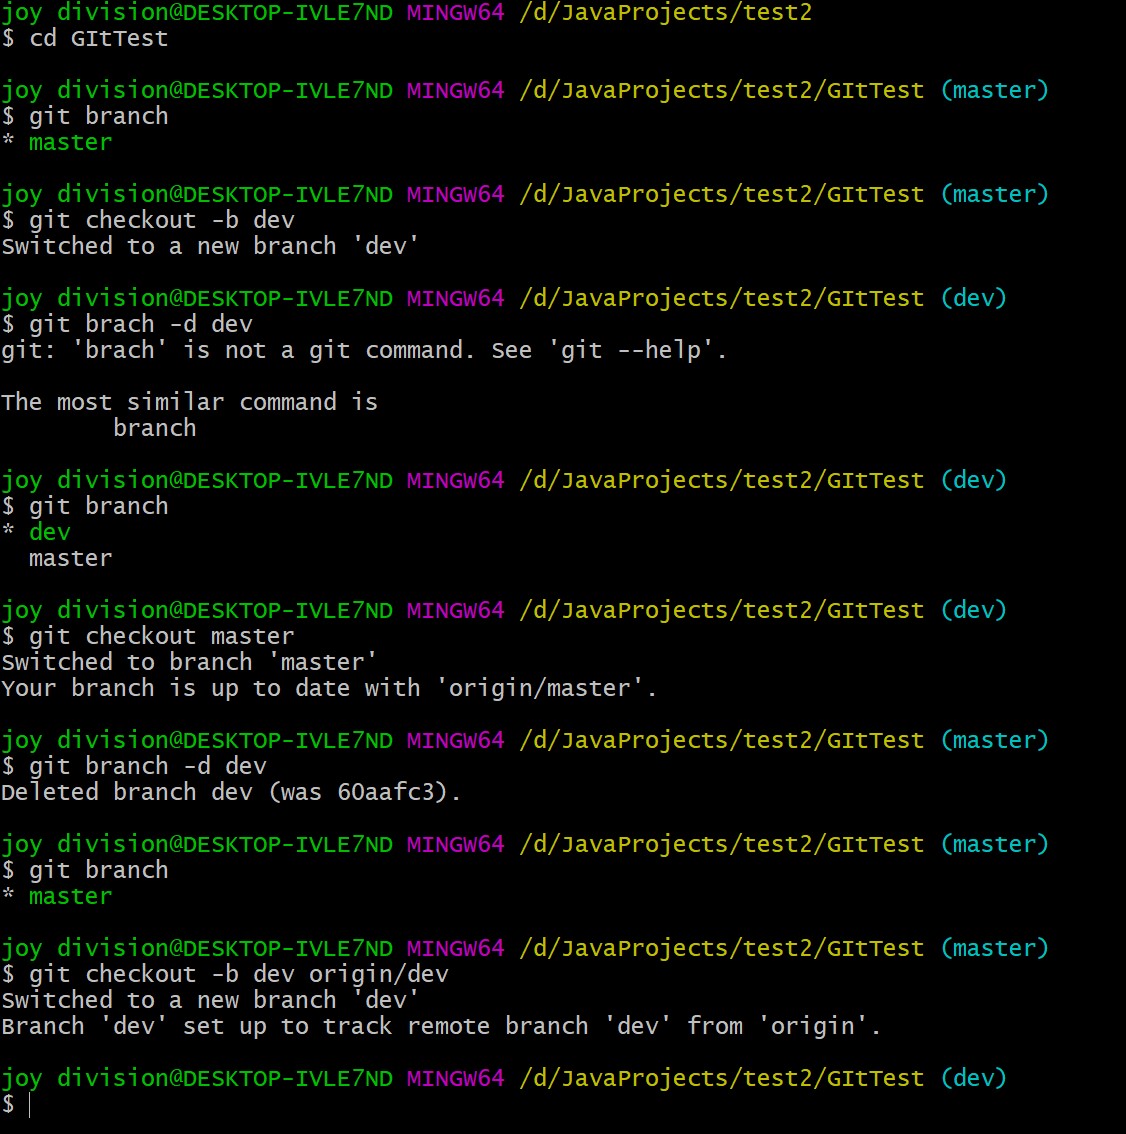 joy division@DESKTOP-IVLE7ND MINGW64 /d/JavaProjects/test2
$ cd GItTest
joy division@DESKTOP-IVLE7ND MINGW64 /d/JavaProjects/test2/GItTest (master)
$ git branch
* master
joy division@DESKTOP-IVLE7ND MINGW64 /d/JavaProjects/test2/GItTest (master)
$ git checkout -b dev
Switched to a new branch 'dev'
joy division@DESKTOP-IVLE7ND MINGW64 /d/JavaProjects/test2/GItTest (dev)
$ git brach -d dev
git: 'brach' is not a git command. See 'git --help'.
The most similar command is
        branch
joy division@DESKTOP-IVLE7ND MINGW64 /d/JavaProjects/test2/GItTest (dev)
$ git branch
* dev
  master
joy division@DESKTOP-IVLE7ND MINGW64 /d/JavaProjects/test2/GItTest (dev)
$ git checkout master
Switched to branch 'master'
Your branch is up to date with 'origin/master'.
joy division@DESKTOP-IVLE7ND MINGW64 /d/JavaProjects/test2/GItTest (master)
$ git branch -d dev
Deleted branch dev (was 60aafc3).
joy division@DESKTOP-IVLE7ND MINGW64 /d/JavaProjects/test2/GItTest (master)
$ git branch
* master
joy division@DESKTOP-IVLE7ND MINGW64 /d/JavaProjects/test2/GItTest (master)
$ git checkout -b dev origin/dev
Switched to a new branch 'dev'
Branch 'dev' set up to track remote branch 'dev' from 'origin'.
joy division@DESKTOP-IVLE7ND MINGW64 /d/JavaProjects/test2/GItTest (dev)
$